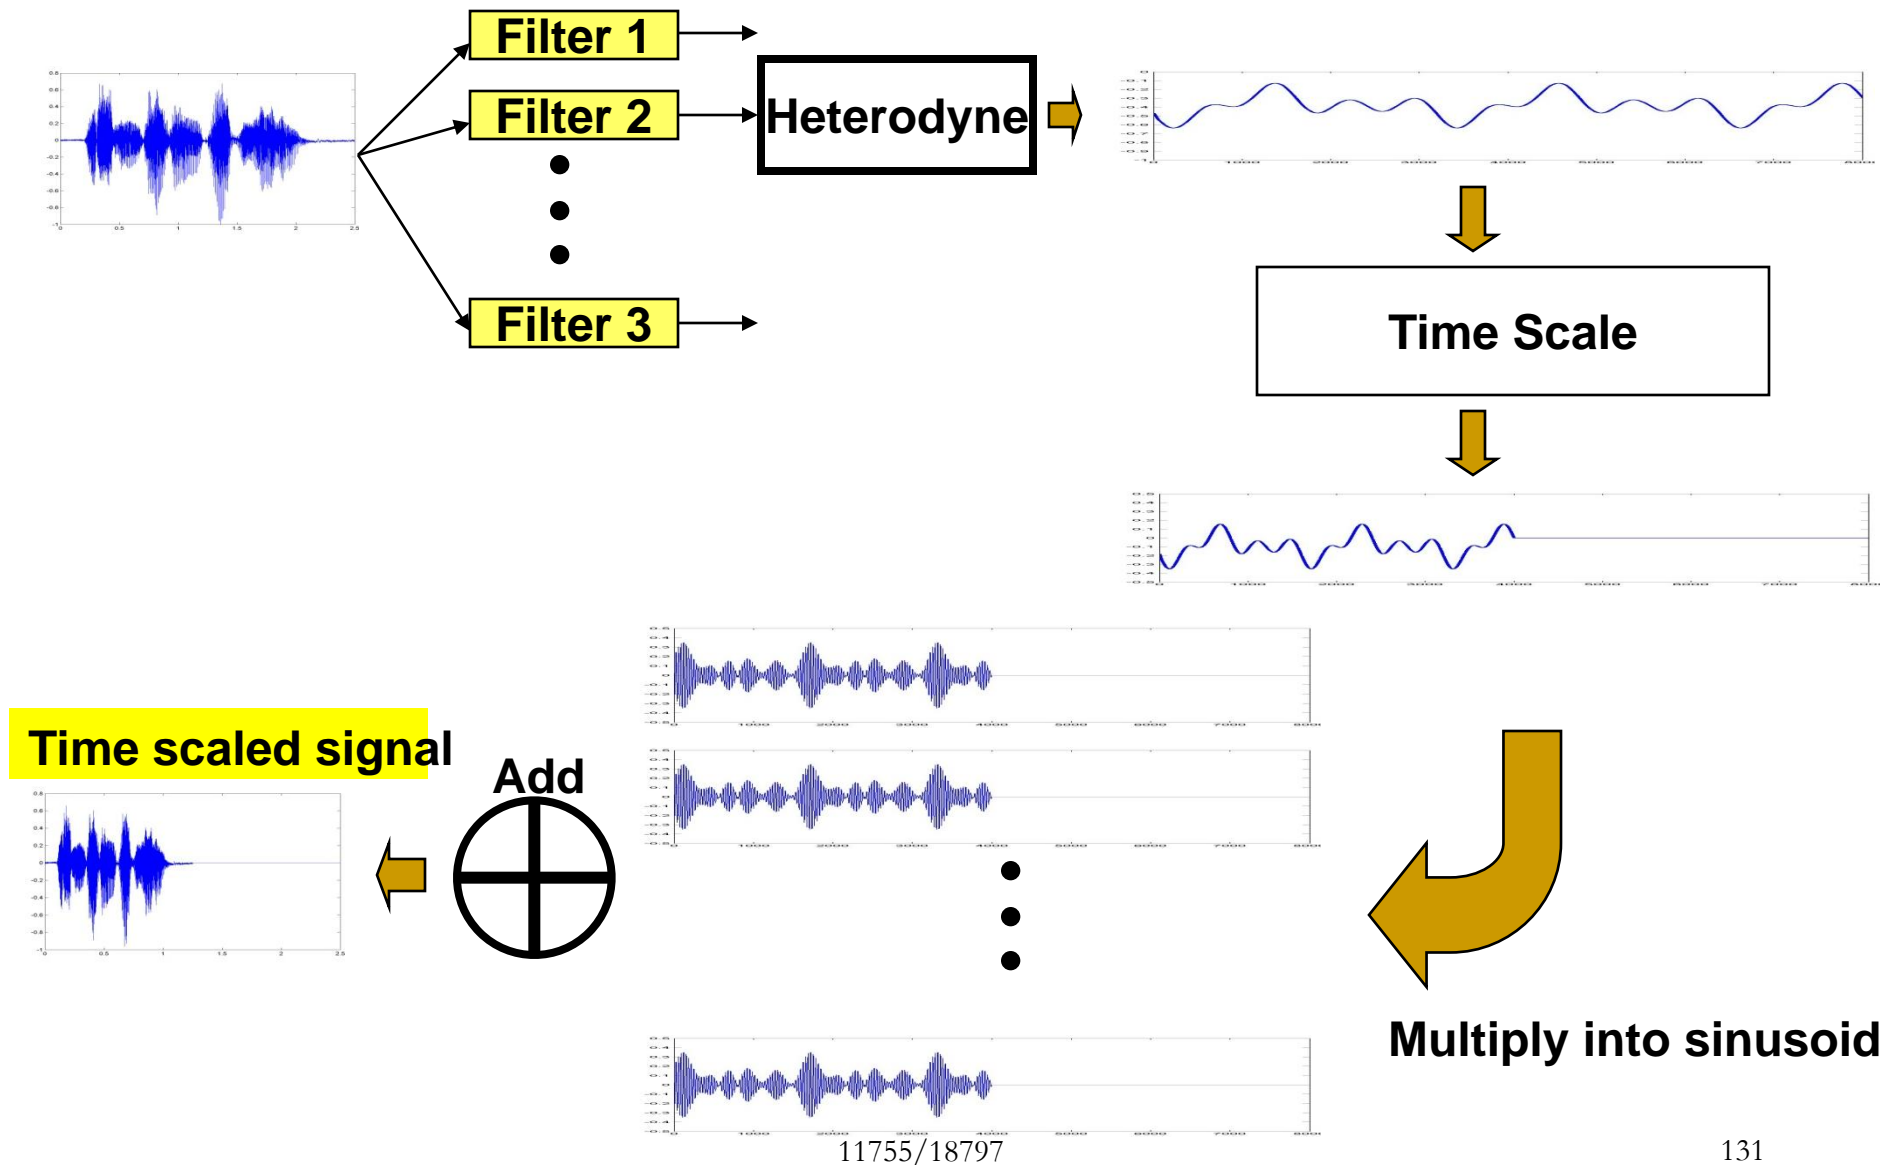 Filter 1
Filter 2
Heterodyne
Filter 3
Time Scale
Time scaled signal
Add
Multiply into sinusoid
11755/18797
131